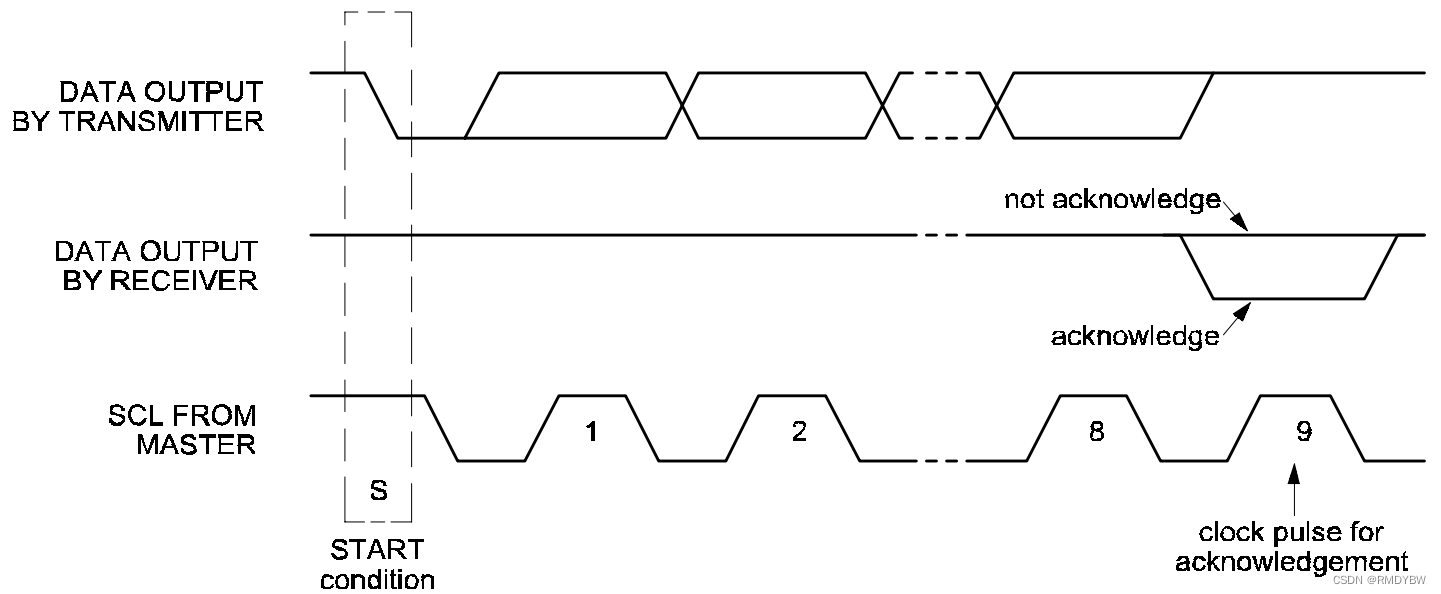 DATA OUTPUT
BY TRANSMITTER
not acknowledge
DATA OUTPUT
BY RECEIVER
acknowledge
SCL FROM
MASTER
1
2
8
9
S
START
condition
clock pulse for
acknowledgement
CSDN @RMDYBW